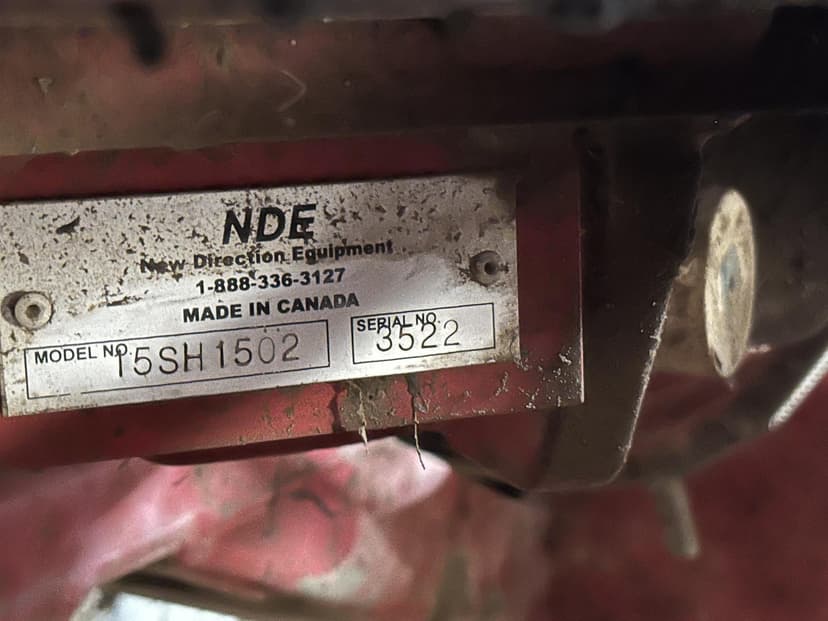 NDE
New Direction Equipment
1-888-336-3127
MADE IN CANADA
MODEL NO. 15SH1502
SERIAL NO. 3522